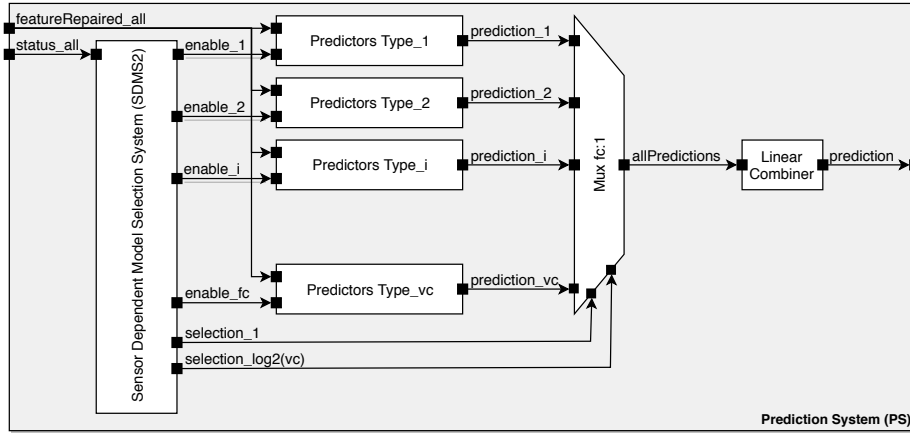 featureRepaired_all
status_all
Sensor Dependent Model Selection System (SDMS2)
enable_1
enable_2
enable_i
enable_fc
selection_1
selection_log2(vc)
Predictors Type_1
Predictors Type_2
Predictors Type_i
Predictors Type_vc
prediction_1
prediction_2
prediction_i
prediction_vc
Mux fc:1
allPredictions
Linear
Combiner
prediction
Prediction System (PS)